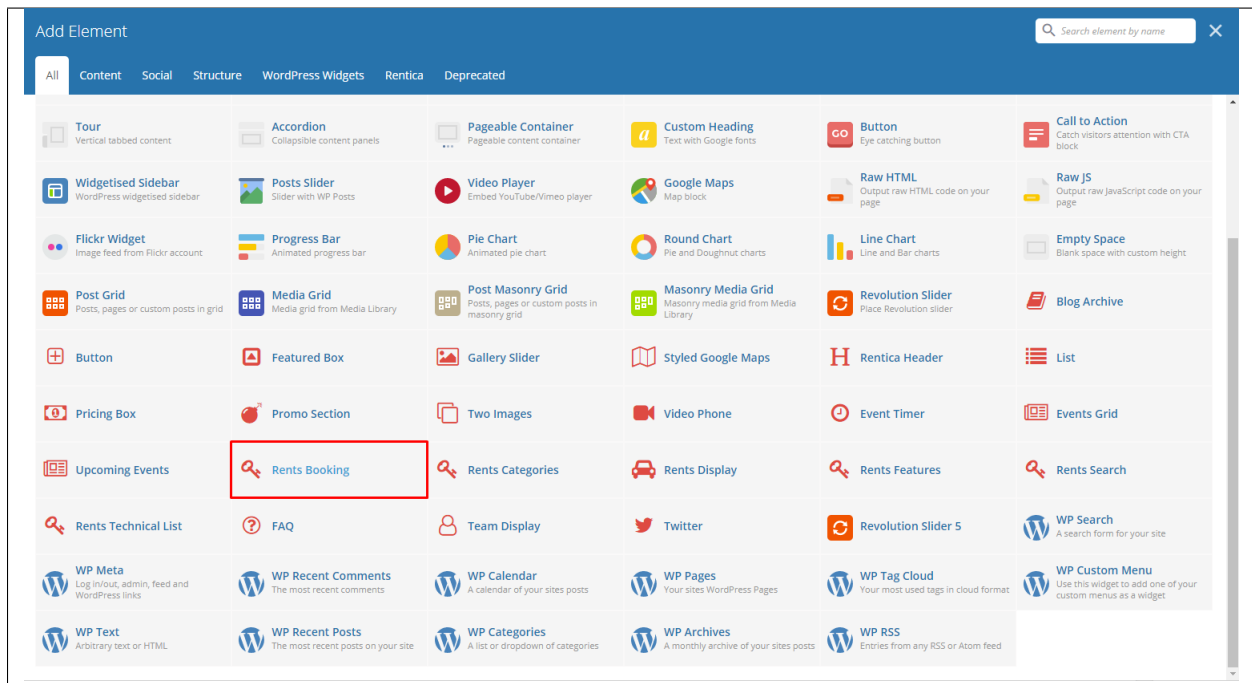 Add Element
Search element by name
All Content Social Structure WordPress Widgets Rentica Deprecated
Tour
Vertical tabbed content
Accordion
Collapsible content panels
Pageable Container
Pageable content container
a
Custom Heading
Text with Google fonts
GO
Button
Eye catching button
Call to Action
Catch visitors attention with CTA
block
Widgetised Sidebar
WordPress widgetised sidebar
Posts Slider
Slider with WP Posts
Video Player
Embed YouTube/Vimeo player
Google Maps
Map block
Raw HTML
Output raw HTML code on your
page
Raw JS
Output raw JavaScript code on your
page
Flickr Widget
Image feed from Flickr account
Progress Bar
Animated progress bar
Pie Chart
Animated pie chart
Round Chart
Pie and Doughnut charts
Line Chart
Line and Bar charts
Empty Space
Blank space with custom height
Post Grid
Posts, pages or custom posts in grid
Media Grid
Media grid from Media Library
Post Masonry Grid
Posts, pages or custom posts in
masonry grid
Masonry Media Grid
Masonry media grid from Media
Library
Revolution Slider
Place Revolution slider
Blog Archive
Button
Featured Box
Gallery Slider
Styled Google Maps
H Rentica Header
List
Pricing Box
Promo Section
Two Images
Video Phone
Event Timer
Events Grid
Upcoming Events
Rents Booking
Rents Categories
Rents Display
Rents Features
Rents Search
Rents Technical List
FAQ
Team Display
Twitter
Revolution Slider 5
WP Search
A search form for your site
WP Meta
Log in/out, admin, feed and
WordPress links
WP Recent Comments
The most recent comments
WP Calendar
A calendar of your sites posts
WP Pages
Your sites WordPress Pages
WP Tag Cloud
Your most used tags in cloud format
WP Custom Menu
Use this widget to add one of your
custom menus as a widget
WP Text
Arbitrary text or HTML
WP Recent Posts
The most recent posts on your site
WP Categories
A list or dropdown of categories
WP Archives
A monthly archive of your sites posts
WP RSS
Entries from any RSS or Atom feed